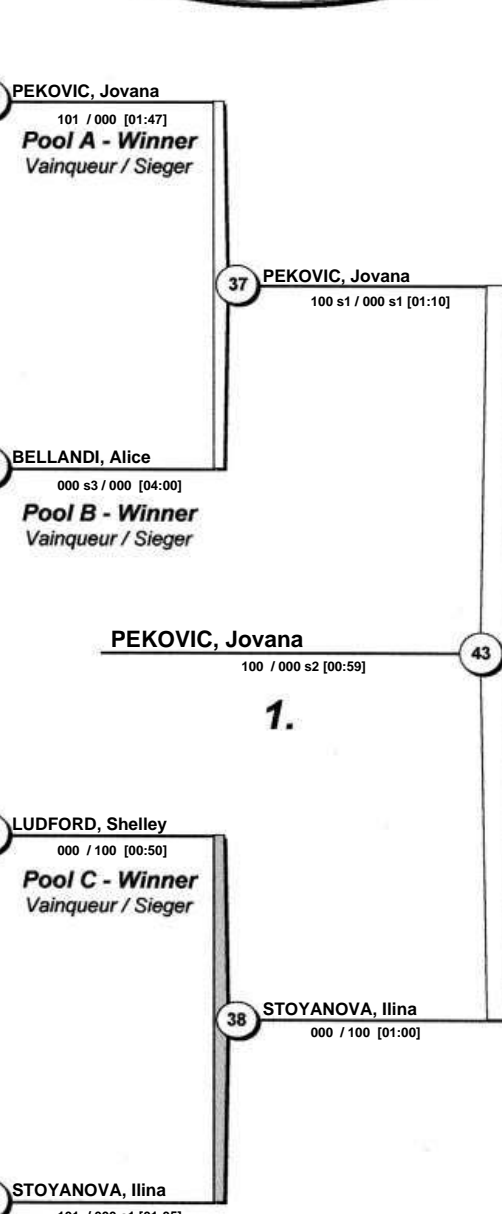 PEKOVIC, Jovana
101 / 000 [01:47]
Pool A - Winner
Vainqueur / Sieger
37
PEKOVIC, Jovana
100 s1 / 000 s1 [01:10]
BELLANDI, Alice
000 s3 / 000 [04:00]
Pool B - Winner
Vainqueur / Sieger
PEKOVIC, Jovana
100 / 000 s2 [00:59]
43
1.
LUDFORD, Shelley
000 / 100 [00:50]
Pool C - Winner
Vainqueur / Sieger
38
STOYANOVA, Ilina
000 / 100 [01:00]
STOYANOVA, Ilina